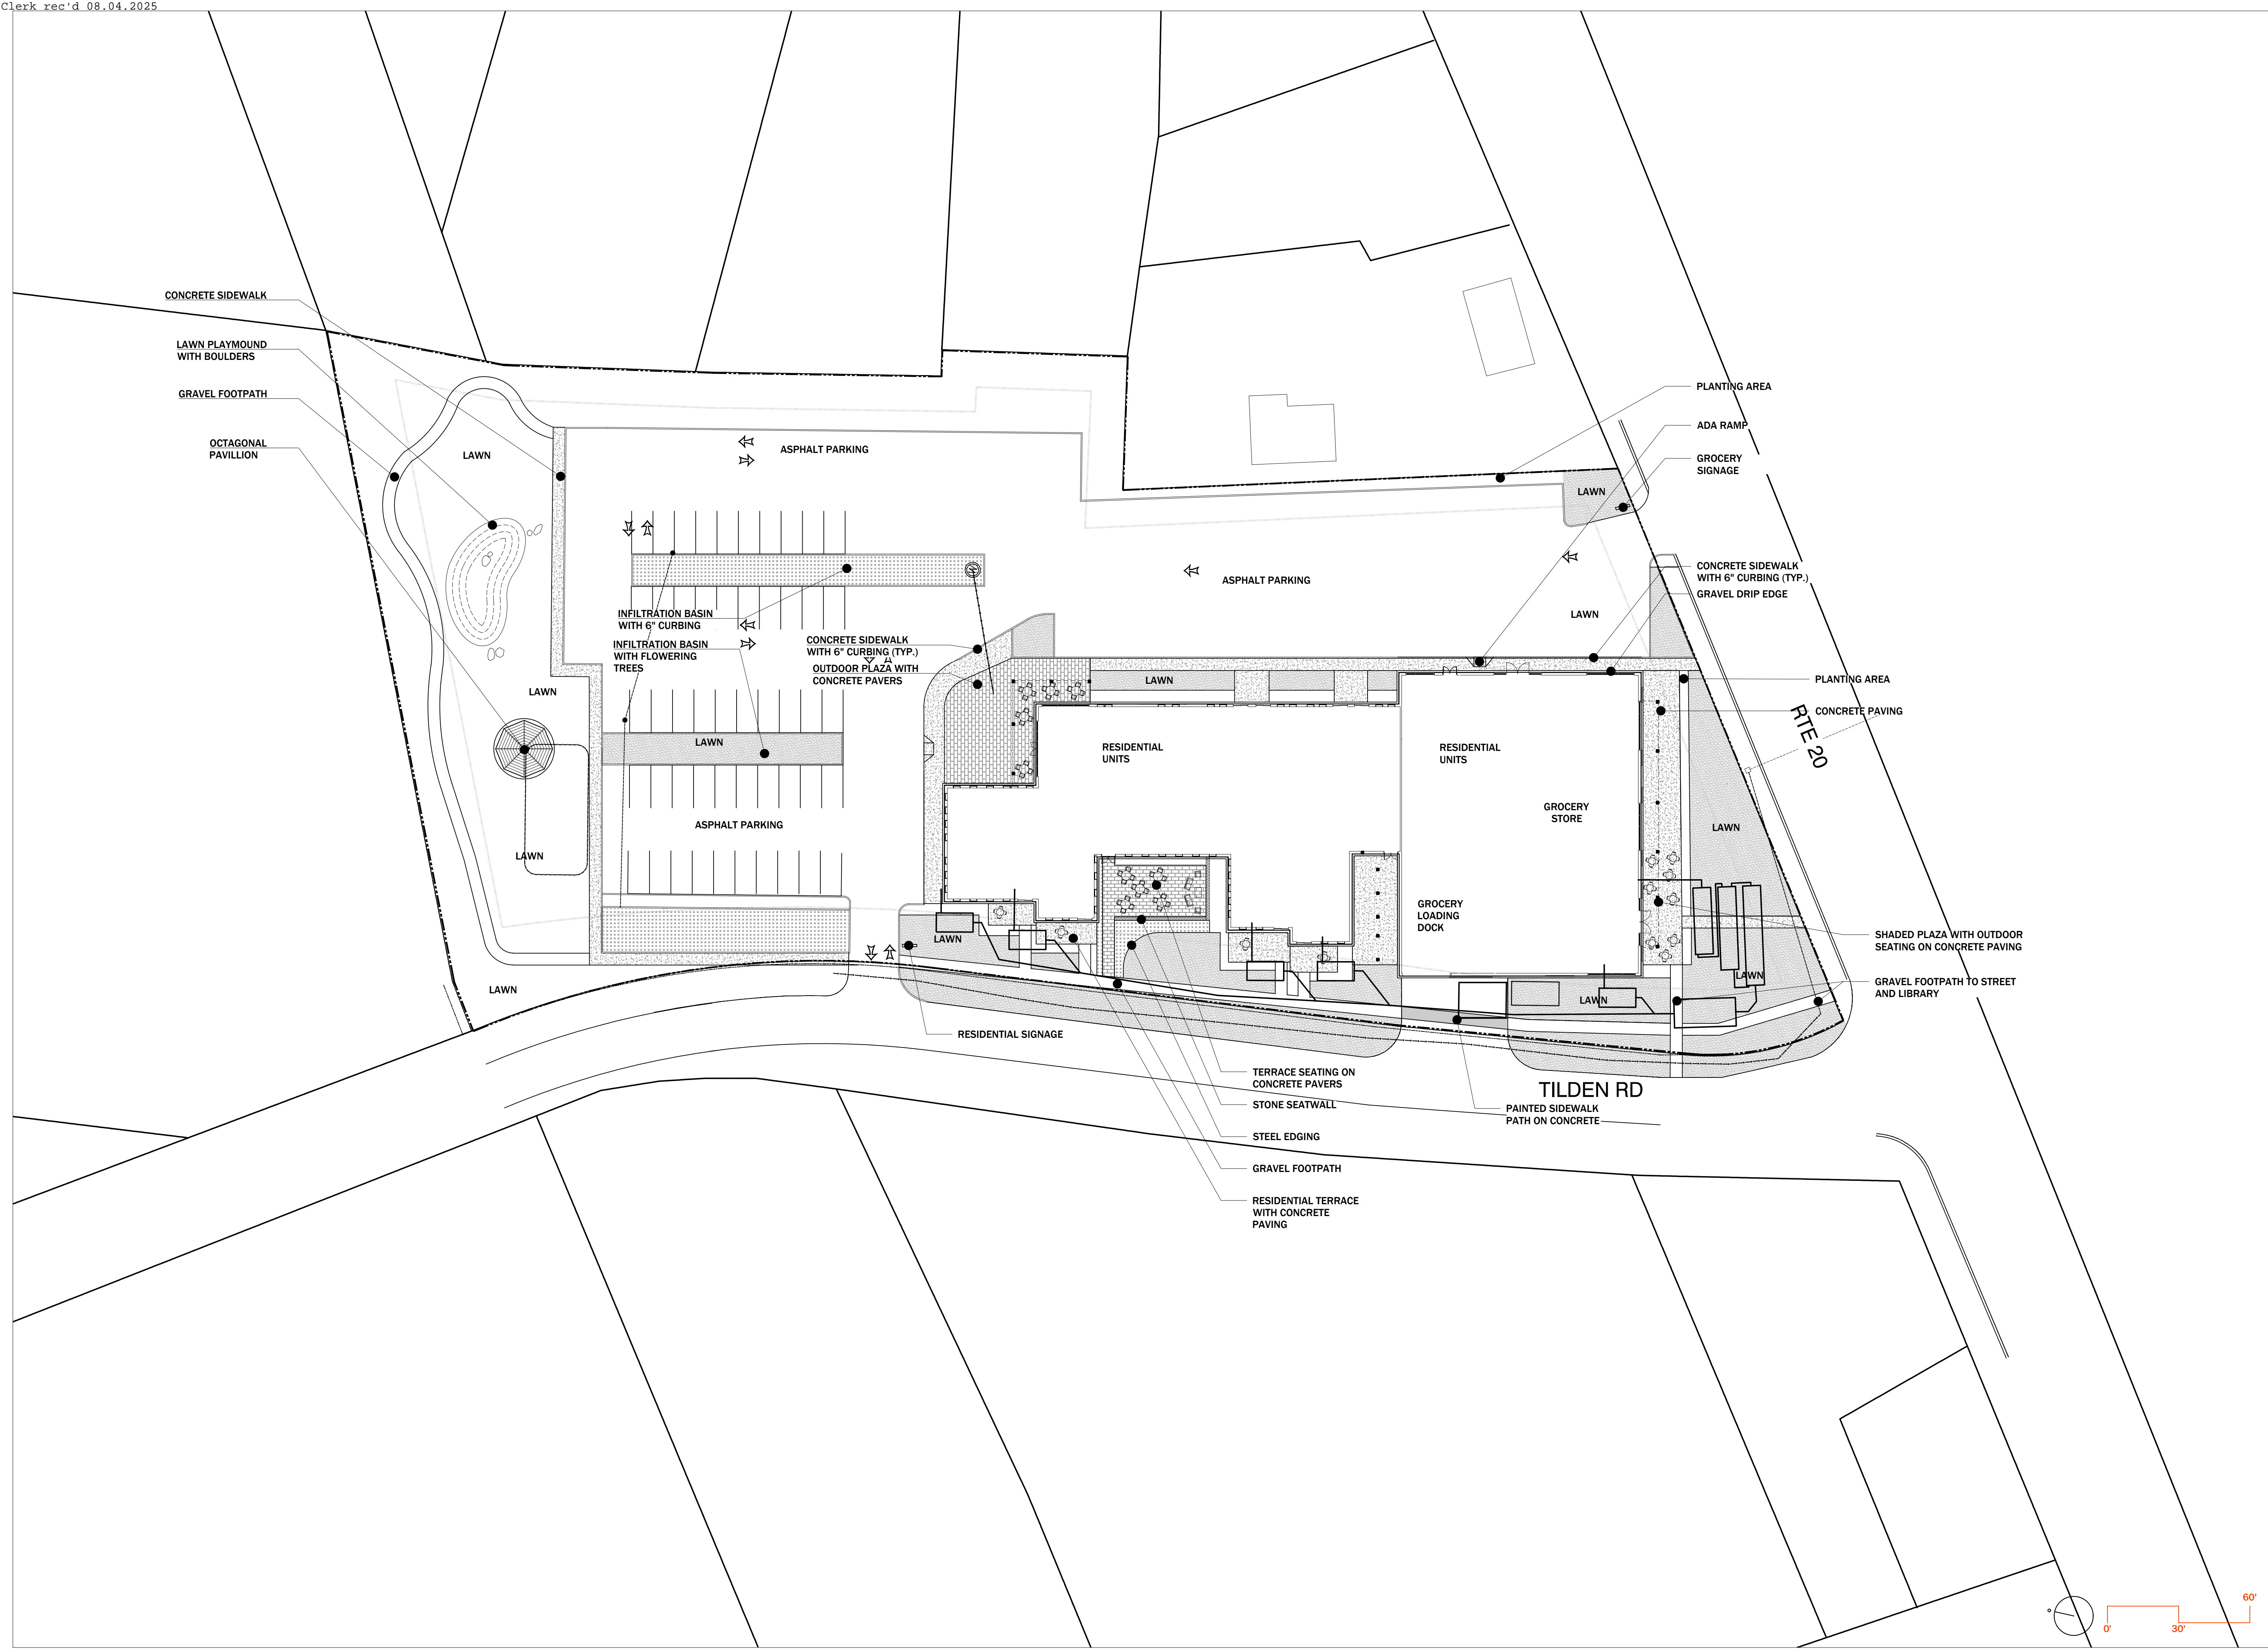 Clerk rec'd 08.04.2025
CONCRETE SIDEWALK
LAWN PLAYMOUND
WITH BOULDERS
GRAVEL FOOTPATH
OCTAGONAL
PAVILLION
LAWN
ASPHALT PARKING
PLANTING AREA
ADA RAMP
GROCERY
SIGNAGE
LAWN
CONCRETE SIDEWALK
WITH 6" CURBING (TYP.)
GRAVEL DRIP EDGE
ASPHALT PARKING
LAWN
INFILTRATION BASIN
WITH 6" CURBING
INFILTRATION BASIN
WITH FLOWERING
TREES
CONCRETE SIDEWALK
WITH 6" CURBING (TYP.)
OUTDOOR PLAZA WITH
CONCRETE PAVERS
LAWN
PLANTING AREA
CONCRETE PAVING
RTE 20
LAWN
LAWN
RESIDENTIAL
UNITS
RESIDENTIAL
UNITS
GROCERY
STORE
LAWN
ASPHALT PARKING
LAWN
GROCERY
LOADING
DOCK
LAWN
SHADED PLAZA WITH OUTDOOR
SEATING ON CONCRETE PAVING
LAWN
GRAVEL FOOTPATH TO STREET
AND LIBRARY
LAWN
LAWN
RESIDENTIAL SIGNAGE
TERRACE SEATING ON
CONCRETE PAVERS
STONE SEATWALL
STEEL EDGING
GRAVEL FOOTPATH
RESIDENTIAL TERRACE
WITH CONCRETE
PAVING
TILDEN RD
PAINTED SIDEWALK
PATH ON CONCRETE
60'
0'
30'